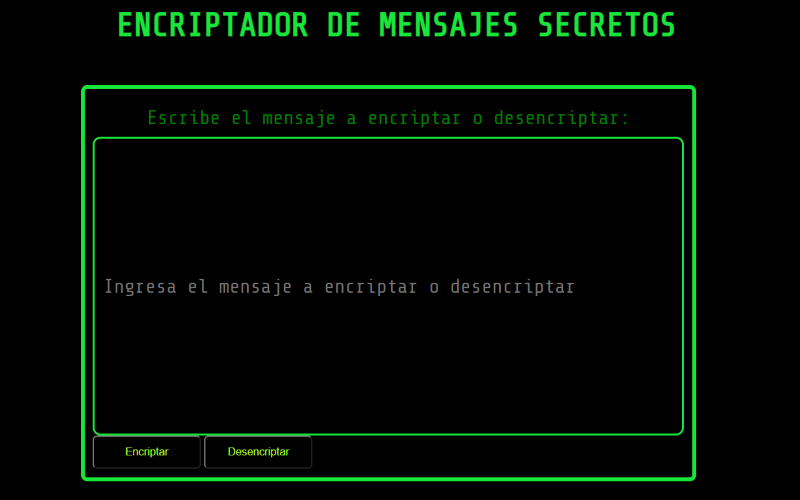 ENCRIPTADOR DE MENSAJES SECRETOS
Escribe el mensaje a encriptar o desencriptar:
Ingresa el mensaje a encriptar o desencriptar
Encriptar Desencriptar